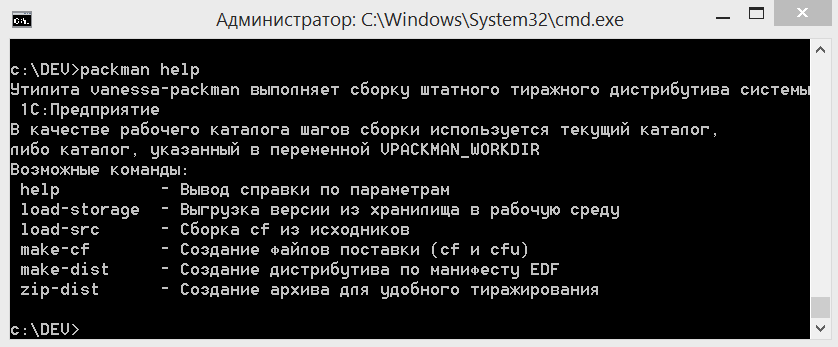 Администратор: C:\Windows\System32\cmd.exe
c:\DEV>packman help
Утилита vanessa-packman выполняет сборку штатного тиражного дистрибутива системы
1С:Предприятие
В качестве рабочего каталога шагов сборки используется текущий каталог,
либо каталог, указанный в переменной VPACKMAN_WORKDIR
Возможные команды:
help - Вывод справки по параметрам
load-storage - Выгрузка версии из хранилища в рабочую среду
load-src - Сборка cf из исходников
make-cf - Создание файлов поставки (cf и cfu)
make-dist - Создание дистрибутива по манифесту EDF
zip-dist - Создание архива для удобного тиражирования
c:\DEV>